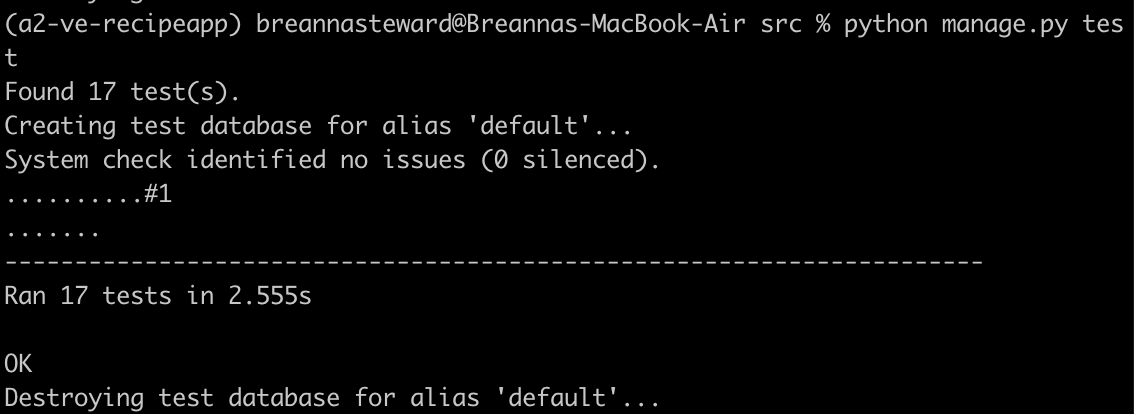 (a2-ve-recipeapp) breannasteward@Breannas-MacBook-Air src % python manage.py tes
t
Found 17 test(s).
Creating test database for alias 'default'...
System check identified no issues (0 silenced).
..........#1
.......
----------------------------------------------------------------------
Ran 17 tests in 2.555s

OK
Destroying test database for alias 'default'...